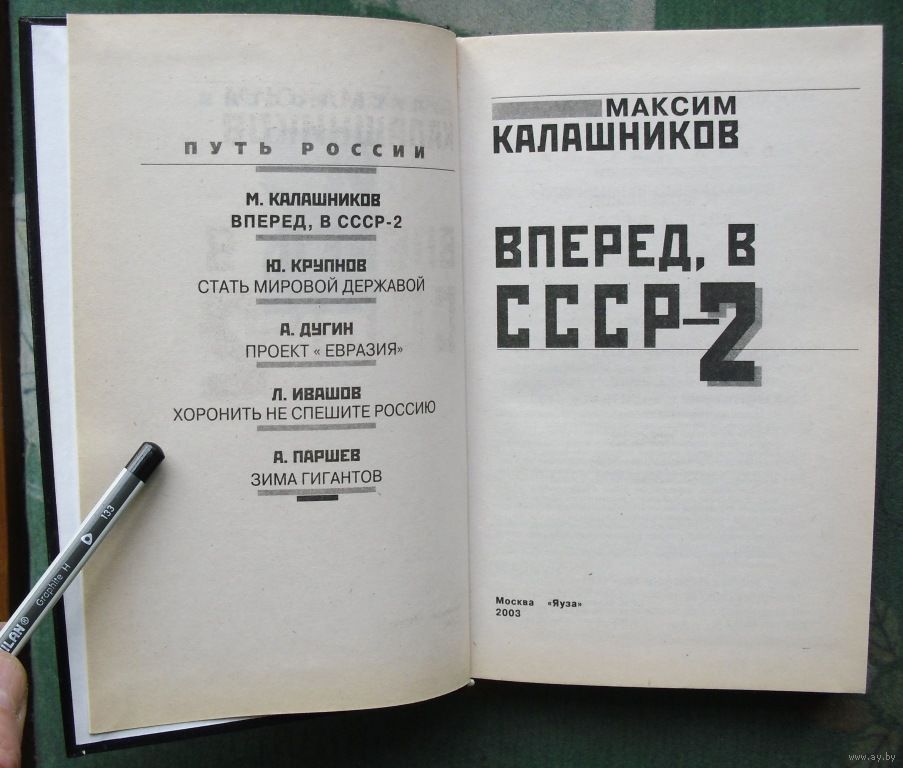 ПУТЬ РОССИИ
М. КАЛАШНИКОВ
ВПЕРЕД, В СССР-2
Ю. КРУПНОВ
СТАТЬ МИРОВОЙ ДЕРЖАВОЙ
А. ДУГИН
ПРОЕКТ « ЕВРАЗИЯ»
Л. ИВАШОВ
ХОРОНИТЬ НЕ СПЕШИТЕ РОССИЮ
А. ПАРШЕВ
ЗИМА ГИГАНТОВ
МАКСИМ
КАЛАШНИКОВ
ВПЕРЕД, В
СССР-2
Москва «Яуза»
2003
ILAN® Graphite H 133
www.ay.by